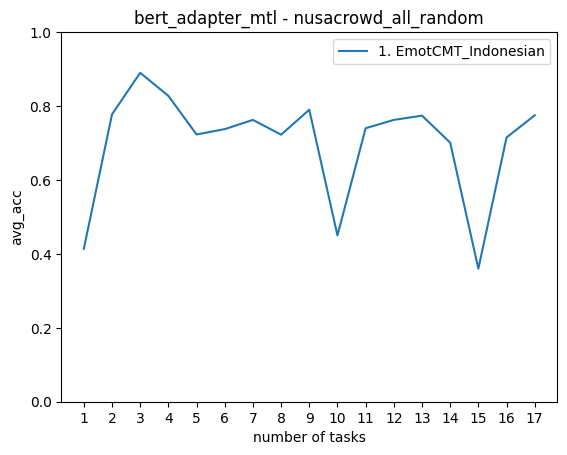 bert_adapter_mtl - nusacrowd_all_random
1. EmotCMT_Indonesian
1.0
0.8
0.6
0.4
0.2
0.0
avg_acc
1 2 3 4 5 6 7 8 9 10 11 12 13 14 15 16 17
number of tasks